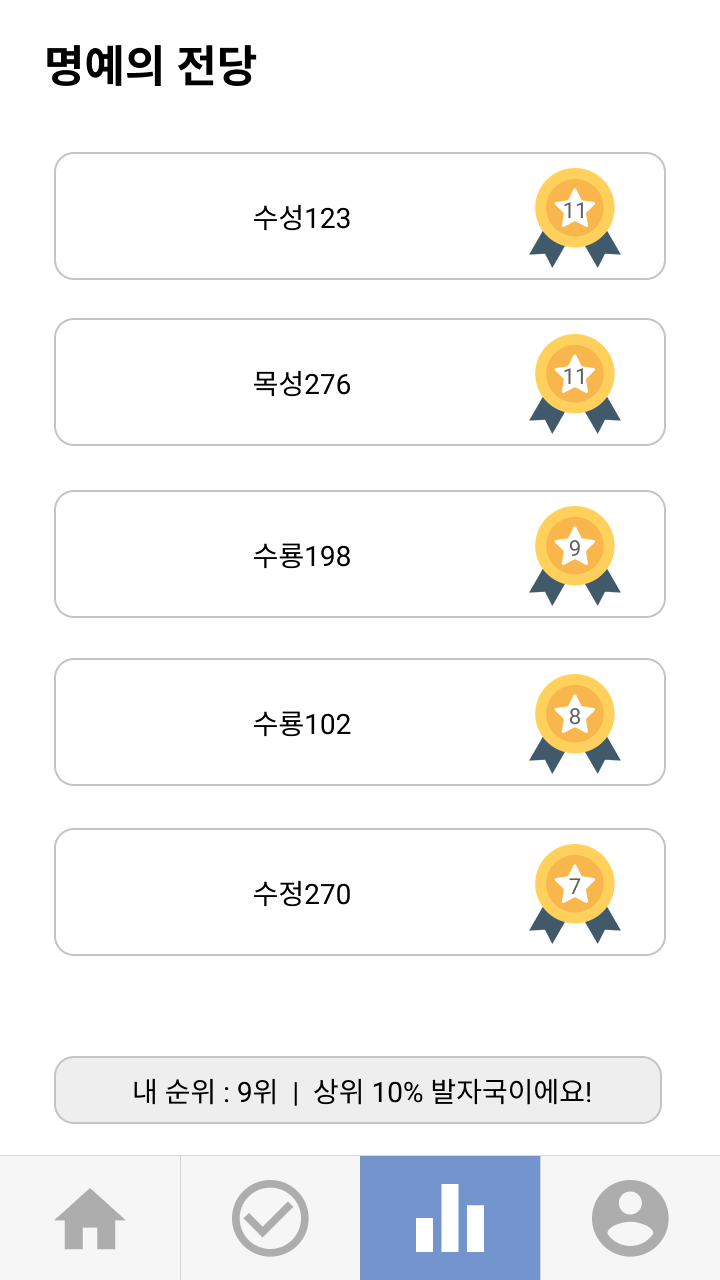 명예의 전당
수성123
11
목성276
11
수룡198
9
수룡102
8
수정270
7
내 순위 : 9위 | 상위 10% 발자국이에요!